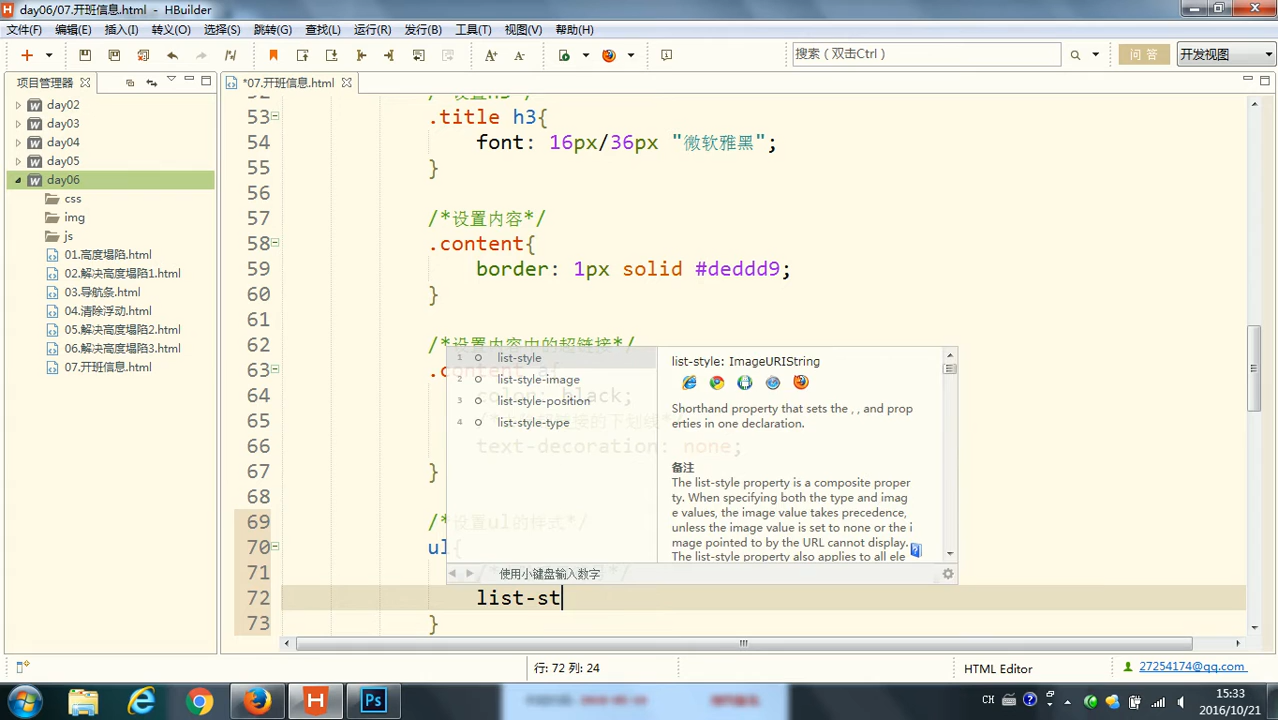 day06/07.开班信息.html - HBuilder
文件(F) 编辑(E) 插入(I) 转义(O) 选择(S) 跳转(G) 查找(L) 运行(R) 发行(B) 工具(T) 视图(V) 帮助(H)
搜索（双击Ctrl） 问 答 开发视图
项目管理器
*07.开班信息.html
day02
day03
day04
day05
day06
css
img
js
01.高度塌陷.html
02.解决高度塌陷1.html
03.导航条.html
04.清除浮动.html
05.解决高度塌陷2.html
06.解决高度塌陷3.html
07.开班信息.html
53 .title h3{
54 font: 16px/36px "微软雅黑";
55 }
56
57 /*设置内容*/
58 .content{
59 border: 1px solid #deddd9;
60 }
61
62 /*设置内容中的超链接*/
63 .content a{
64 color: black;
65
66 text-decoration: none;
67 }
68
69 /*设置ul的样式*/
70 ul{
71
72 list-st
73 }
1 list-style
2 list-style-image
3 list-style-position
4 list-style-type
使用小键盘输入数字
list-style: ImageURIString
Shorthand property that sets the , , and prop
erties in one declaration.
备注
The list-style property is a composite proper
ty. When specifying both the type and imag
e values, the image value takes precedence,
unless the image value is set to none or the i
mage pointed to by the URL cannot display.
The list-style property also applies to all ele
行: 72 列: 24
HTML Editor
27254174@qq.com
CH
15:33
2016/10/21